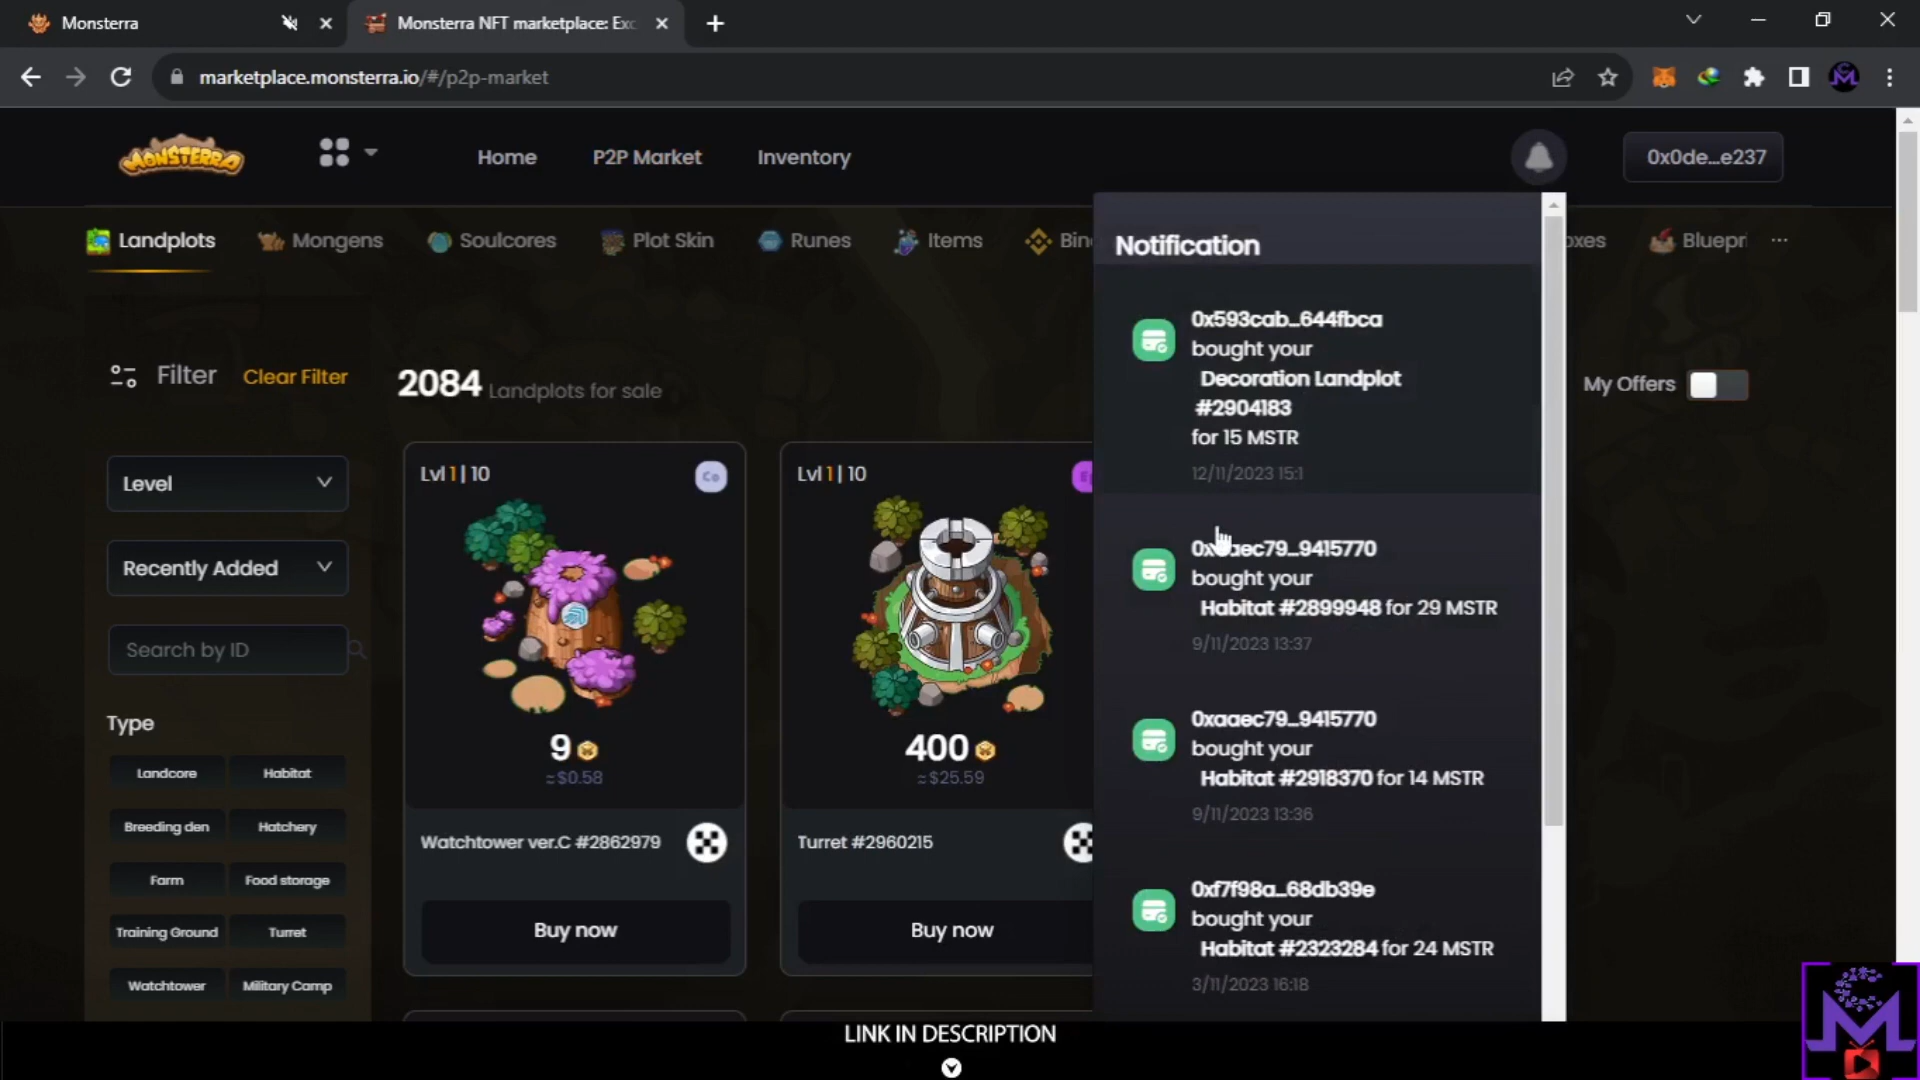 Monsterra
Monsterra NFT marketplace: Exc
marketplace.monsterra.io/#/p2p-market
MONSTERRA
Home
P2P Market
Inventory
0x0de...e237
Landplots
Mongens
Soulcores
Plot Skin
Runes
Items
Bin
oxes
Bluepr
...
Notification
0x593cab...644fbca
bought your
Decoration Landplot
#2904183
for 15 MSTR
12/11/2023 15:1
bought your
Habitat #2899948 for 29 MSTR
9/11/2023 13:37
0xaaec79...9415770
bought your
Habitat #2918370 for 14 MSTR
9/11/2023 13:36
0xf7f98a...68db39e
bought your
Habitat #2323284 for 24 MSTR
3/11/2023 16:18
My Offers
Filter
Clear Filter
Level
Recently Added
Search by ID
Type
Landcore
Habitat
Breeding den
Hatchery
Farm
Food storage
Training Ground
Turret
Watchtower
Military Camp
2084 Landplots for sale
Lvl 1 | 10
Co
9
≈$0.58
Watchtower ver.C #2862979
Buy now
Lvl 1 | 10
400
≈$25.59
Turret #2960215
Buy now
LINK IN DESCRIPTION
M